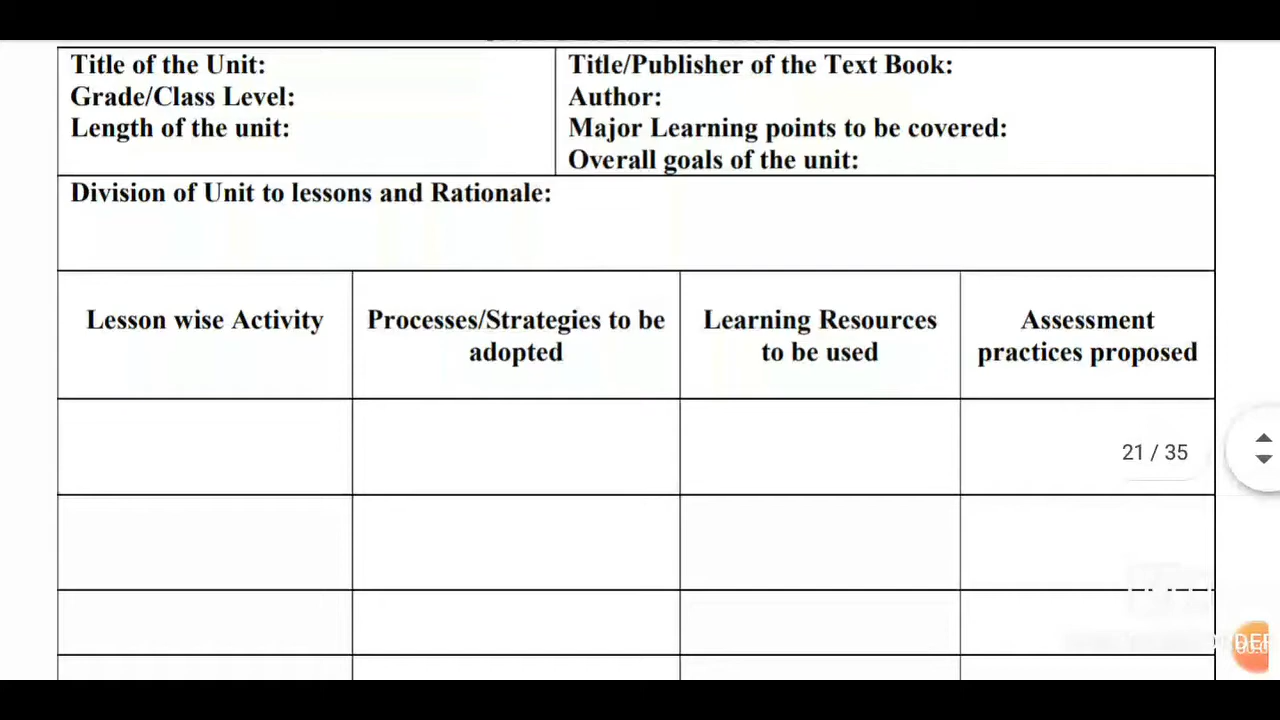 Title of the Unit:
Grade/Class Level:
Length of the unit:
Title/Publisher of the Text Book:
Author:
Major Learning points to be covered:
Overall goals of the unit:
Division of Unit to lessons and Rationale:
Lesson wise Activity
Processes/Strategies to be
adopted
Learning Resources
to be used
Assessment
practices proposed
21 / 35